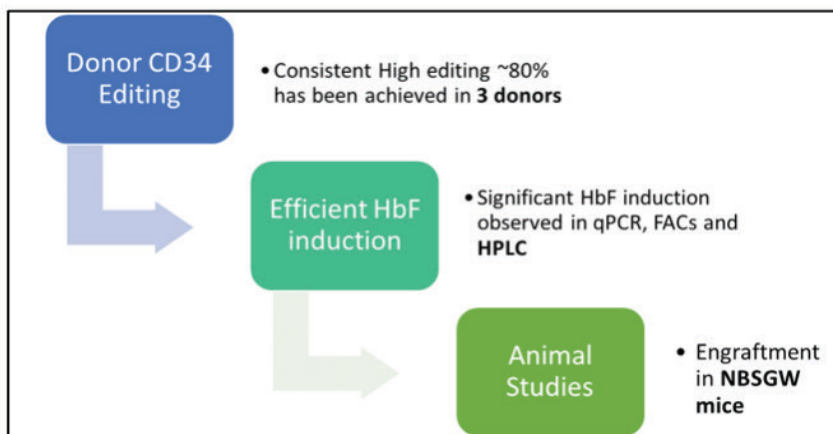 Donor CD34
Editing
• Consistent High editing ~80%
has been achieved in 3 donors
Efficient HbF
induction
• Significant HbF induction
observed in qPCR, FACs and
HPLC
Animal
Studies
• Engraftment
in NBSGW
mice